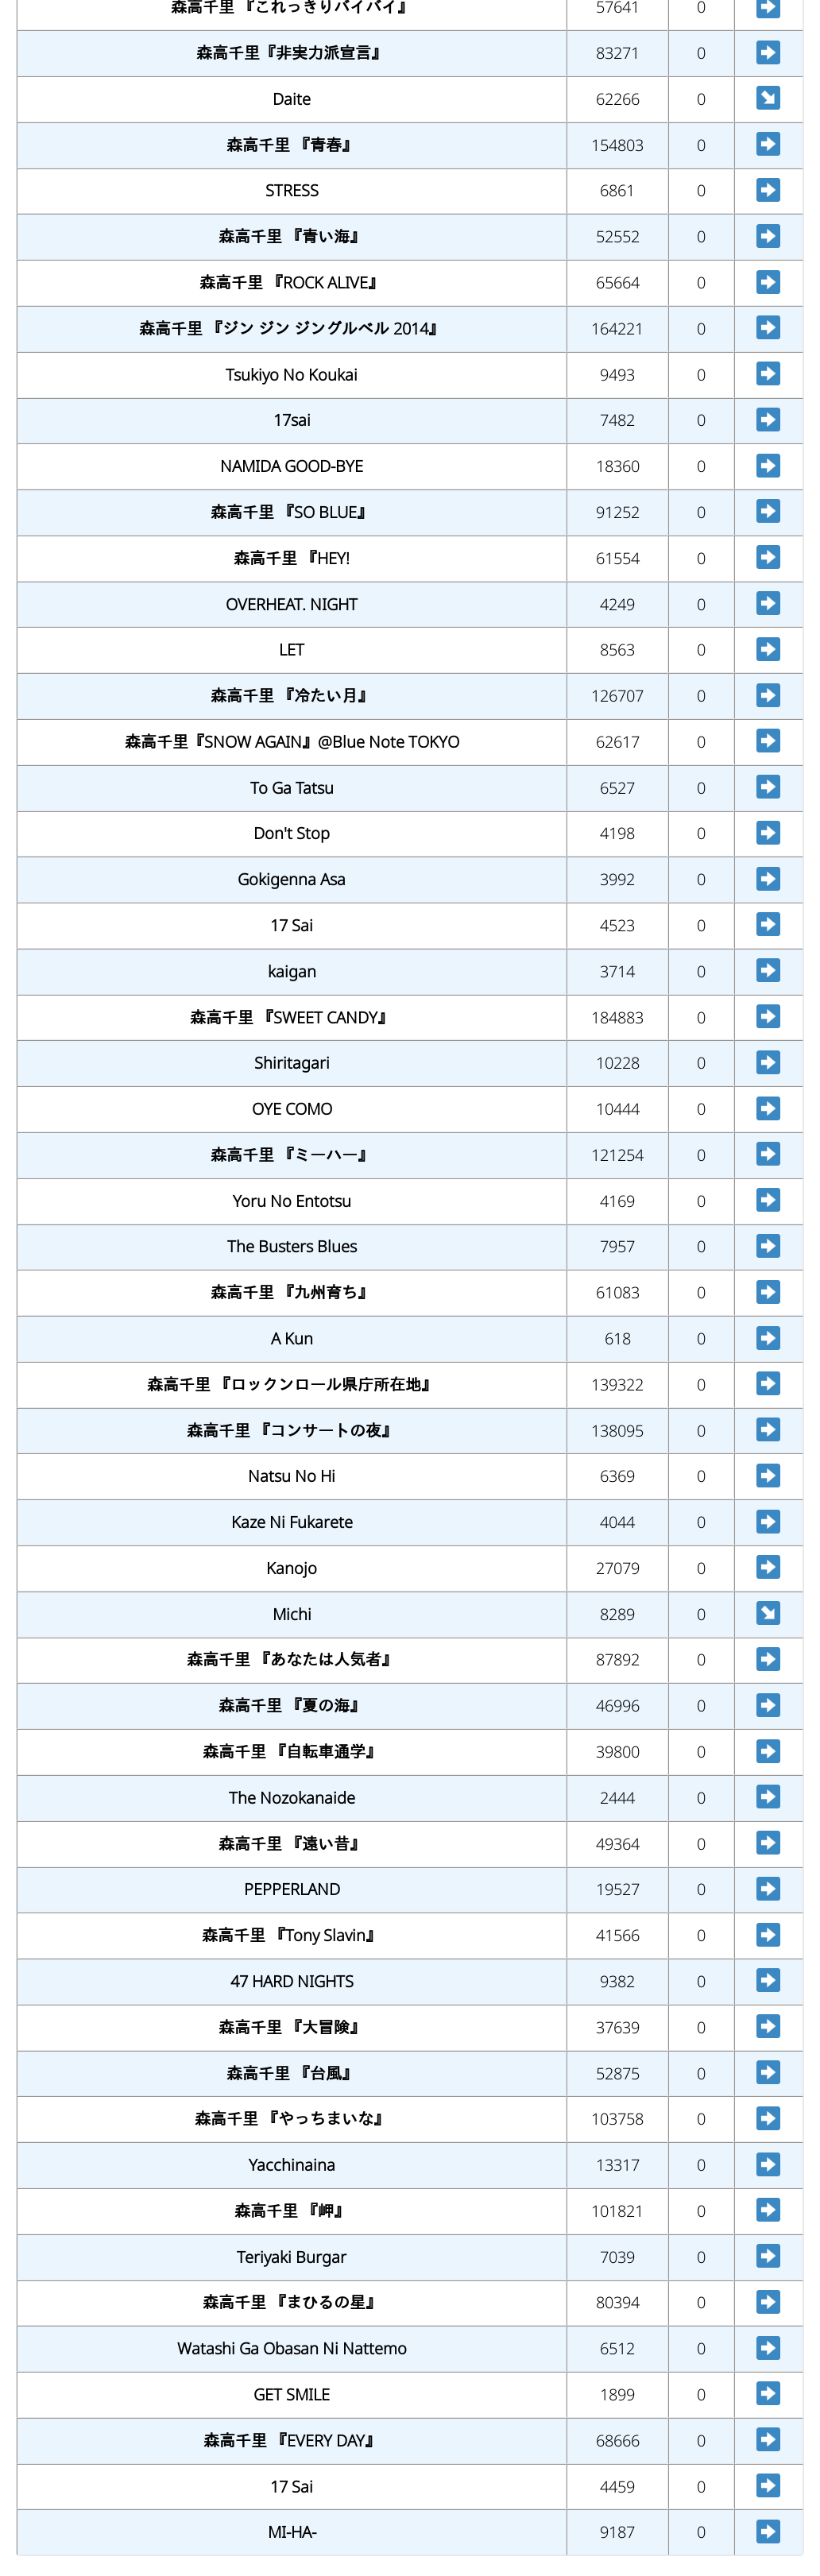 森高千里 『これっきりバイバイ』 57641 0
森高千里『非実力派宣言』 83271 0
Daite 62266 0
森高千里 『青春』 154803 0
STRESS 6861 0
森高千里 『青い海』 52552 0
森高千里 『ROCK ALIVE』 65664 0
森高千里 『ジン ジン ジングルベル 2014』 164221 0
Tsukiyo No Koukai 9493 0
17sai 7482 0
NAMIDA GOOD-BYE 18360 0
森高千里 『SO BLUE』 91252 0
森高千里 『HEY! 61554 0
OVERHEAT. NIGHT 4249 0
LET 8563 0
森高千里 『冷たい月』 126707 0
森高千里『SNOW AGAIN』@Blue Note TOKYO 62617 0
To Ga Tatsu 6527 0
Don't Stop 4198 0
Gokigenna Asa 3992 0
17 Sai 4523 0
kaigan 3714 0
森高千里 『SWEET CANDY』 184883 0
Shiritagari 10228 0
OYE COMO 10444 0
森高千里 『ミーハー』 121254 0
Yoru No Entotsu 4169 0
The Busters Blues 7957 0
森高千里 『九州育ち』 61083 0
A Kun 618 0
森高千里 『ロックンロール県庁所在地』 139322 0
森高千里 『コンサートの夜』 138095 0
Natsu No Hi 6369 0
Kaze Ni Fukarete 4044 0
Kanojo 27079 0
Michi 8289 0
森高千里 『あなたは人気者』 87892 0
森高千里 『夏の海』 46996 0
森高千里 『自転車通学』 39800 0
The Nozokanaide 2444 0
森高千里 『遠い昔』 49364 0
PEPPERLAND 19527 0
森高千里 『Tony Slavin』 41566 0
47 HARD NIGHTS 9382 0
森高千里 『大冒険』 37639 0
森高千里 『台風』 52875 0
森高千里 『やっちまいな』 103758 0
Yacchinaina 13317 0
森高千里 『岬』 101821 0
Teriyaki Burgar 7039 0
森高千里 『まひるの星』 80394 0
Watashi Ga Obasan Ni Nattemo 6512 0
GET SMILE 1899 0
森高千里 『EVERY DAY』 68666 0
17 Sai 4459 0
MI-HA- 9187 0